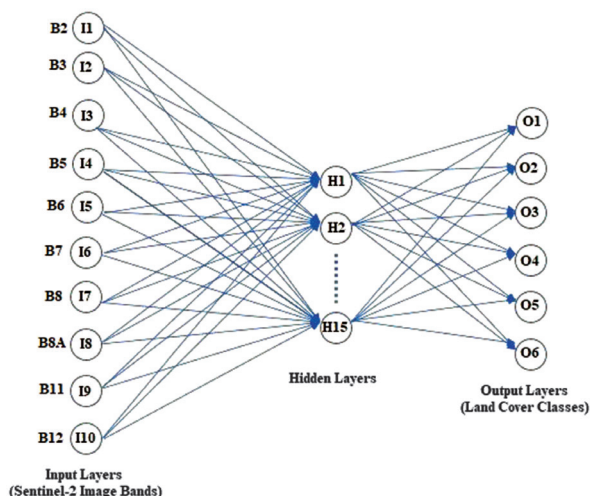 B2 I1
B3 I2
B4 I3
B5 I4
B6 I5
B7 I6
B8 I7
B8A I8
B11 I9
B12 I10
Input Layers
(Sentinel-2 Image Bands)
H1
H2
H15
Hidden Layers
O1
O2
O3
O4
O5
O6
Output Layers
(Land Cover Classes)